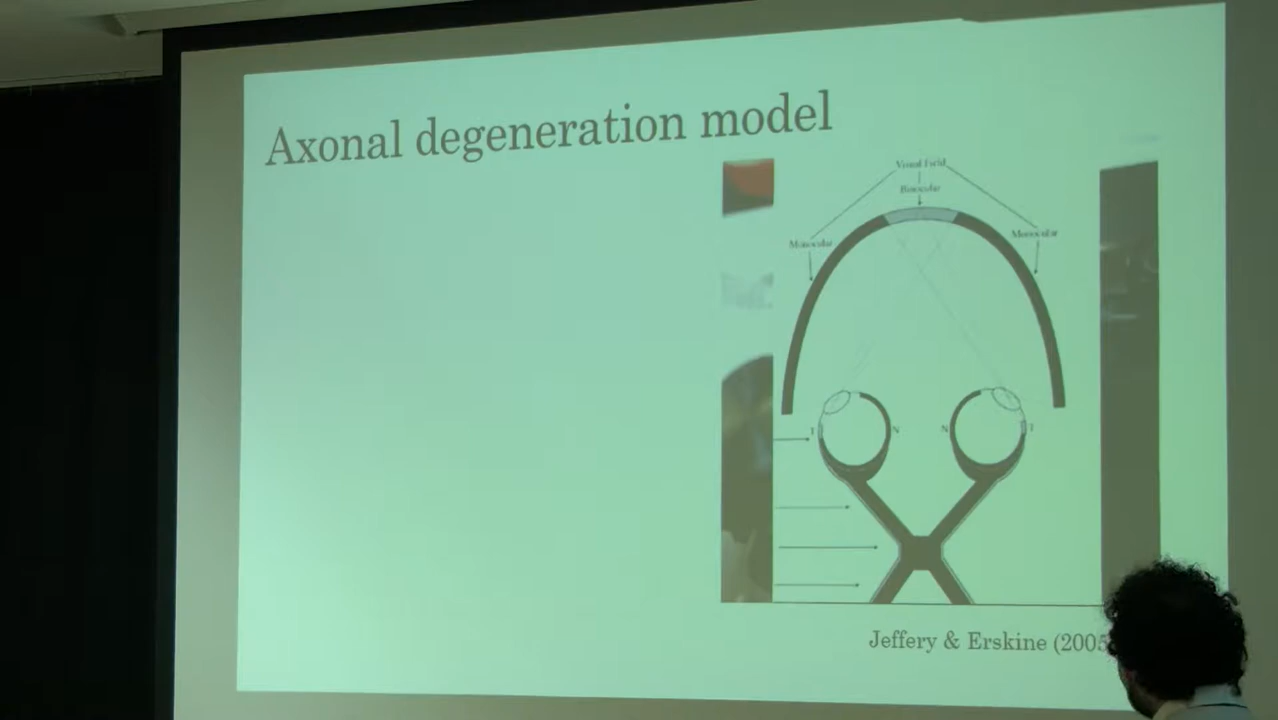 Axonal degeneration model
Visual field
Binocular
Monocular
Monocular
T
N
N
T
Jeffery & Erskine (2005